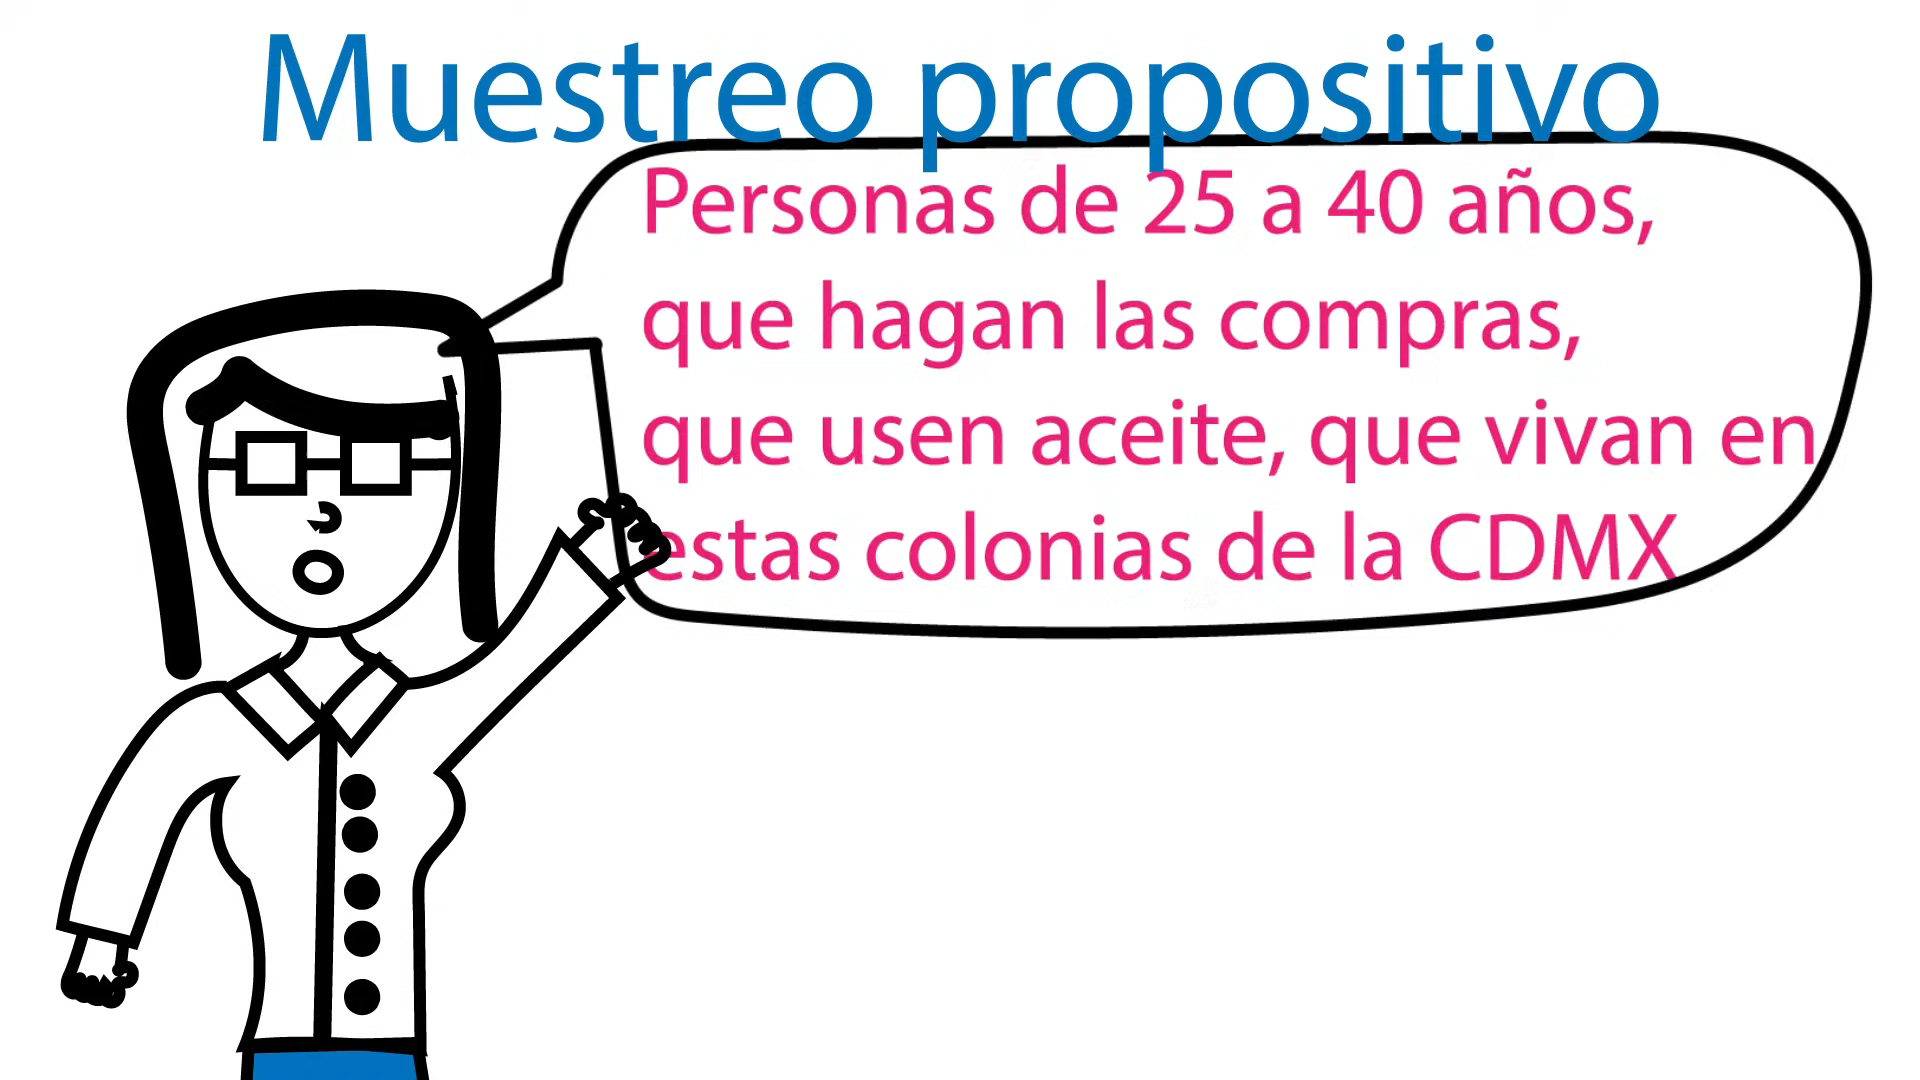 Muestreo propositivo
Personas de 25 a 40 años,
que hagan las compras,
que usen aceite, que vivan en
estas colonias de la CDMX